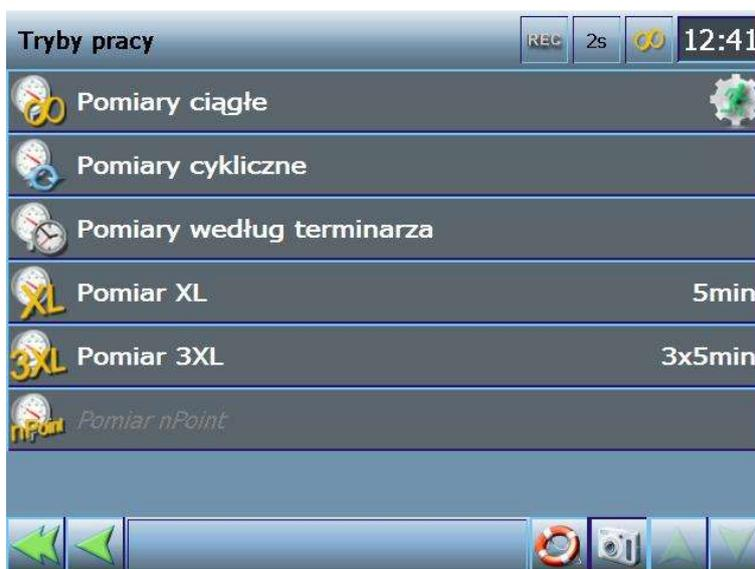 Tryby pracy REC 2s 12:41
Pomiary ciągłe
Pomiary cykliczne
Pomiary według terminarza
XL Pomiar XL 5min
3XL Pomiar 3XL 3x5min
nPoint Pomiar nPoint